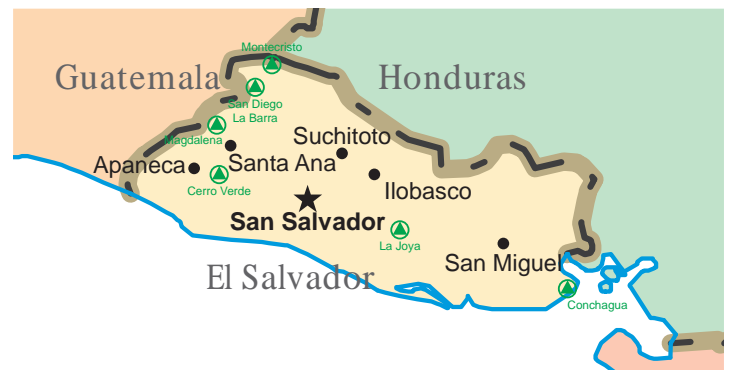 Montecristo
Guatemala
Honduras
San Diego
La Barra
Suchitoto
Magdalena
Santa Ana
Apaneca
Cerro Verde
Ilobasco
San Salvador
La Joya
San Miguel
El Salvador
Conchagua